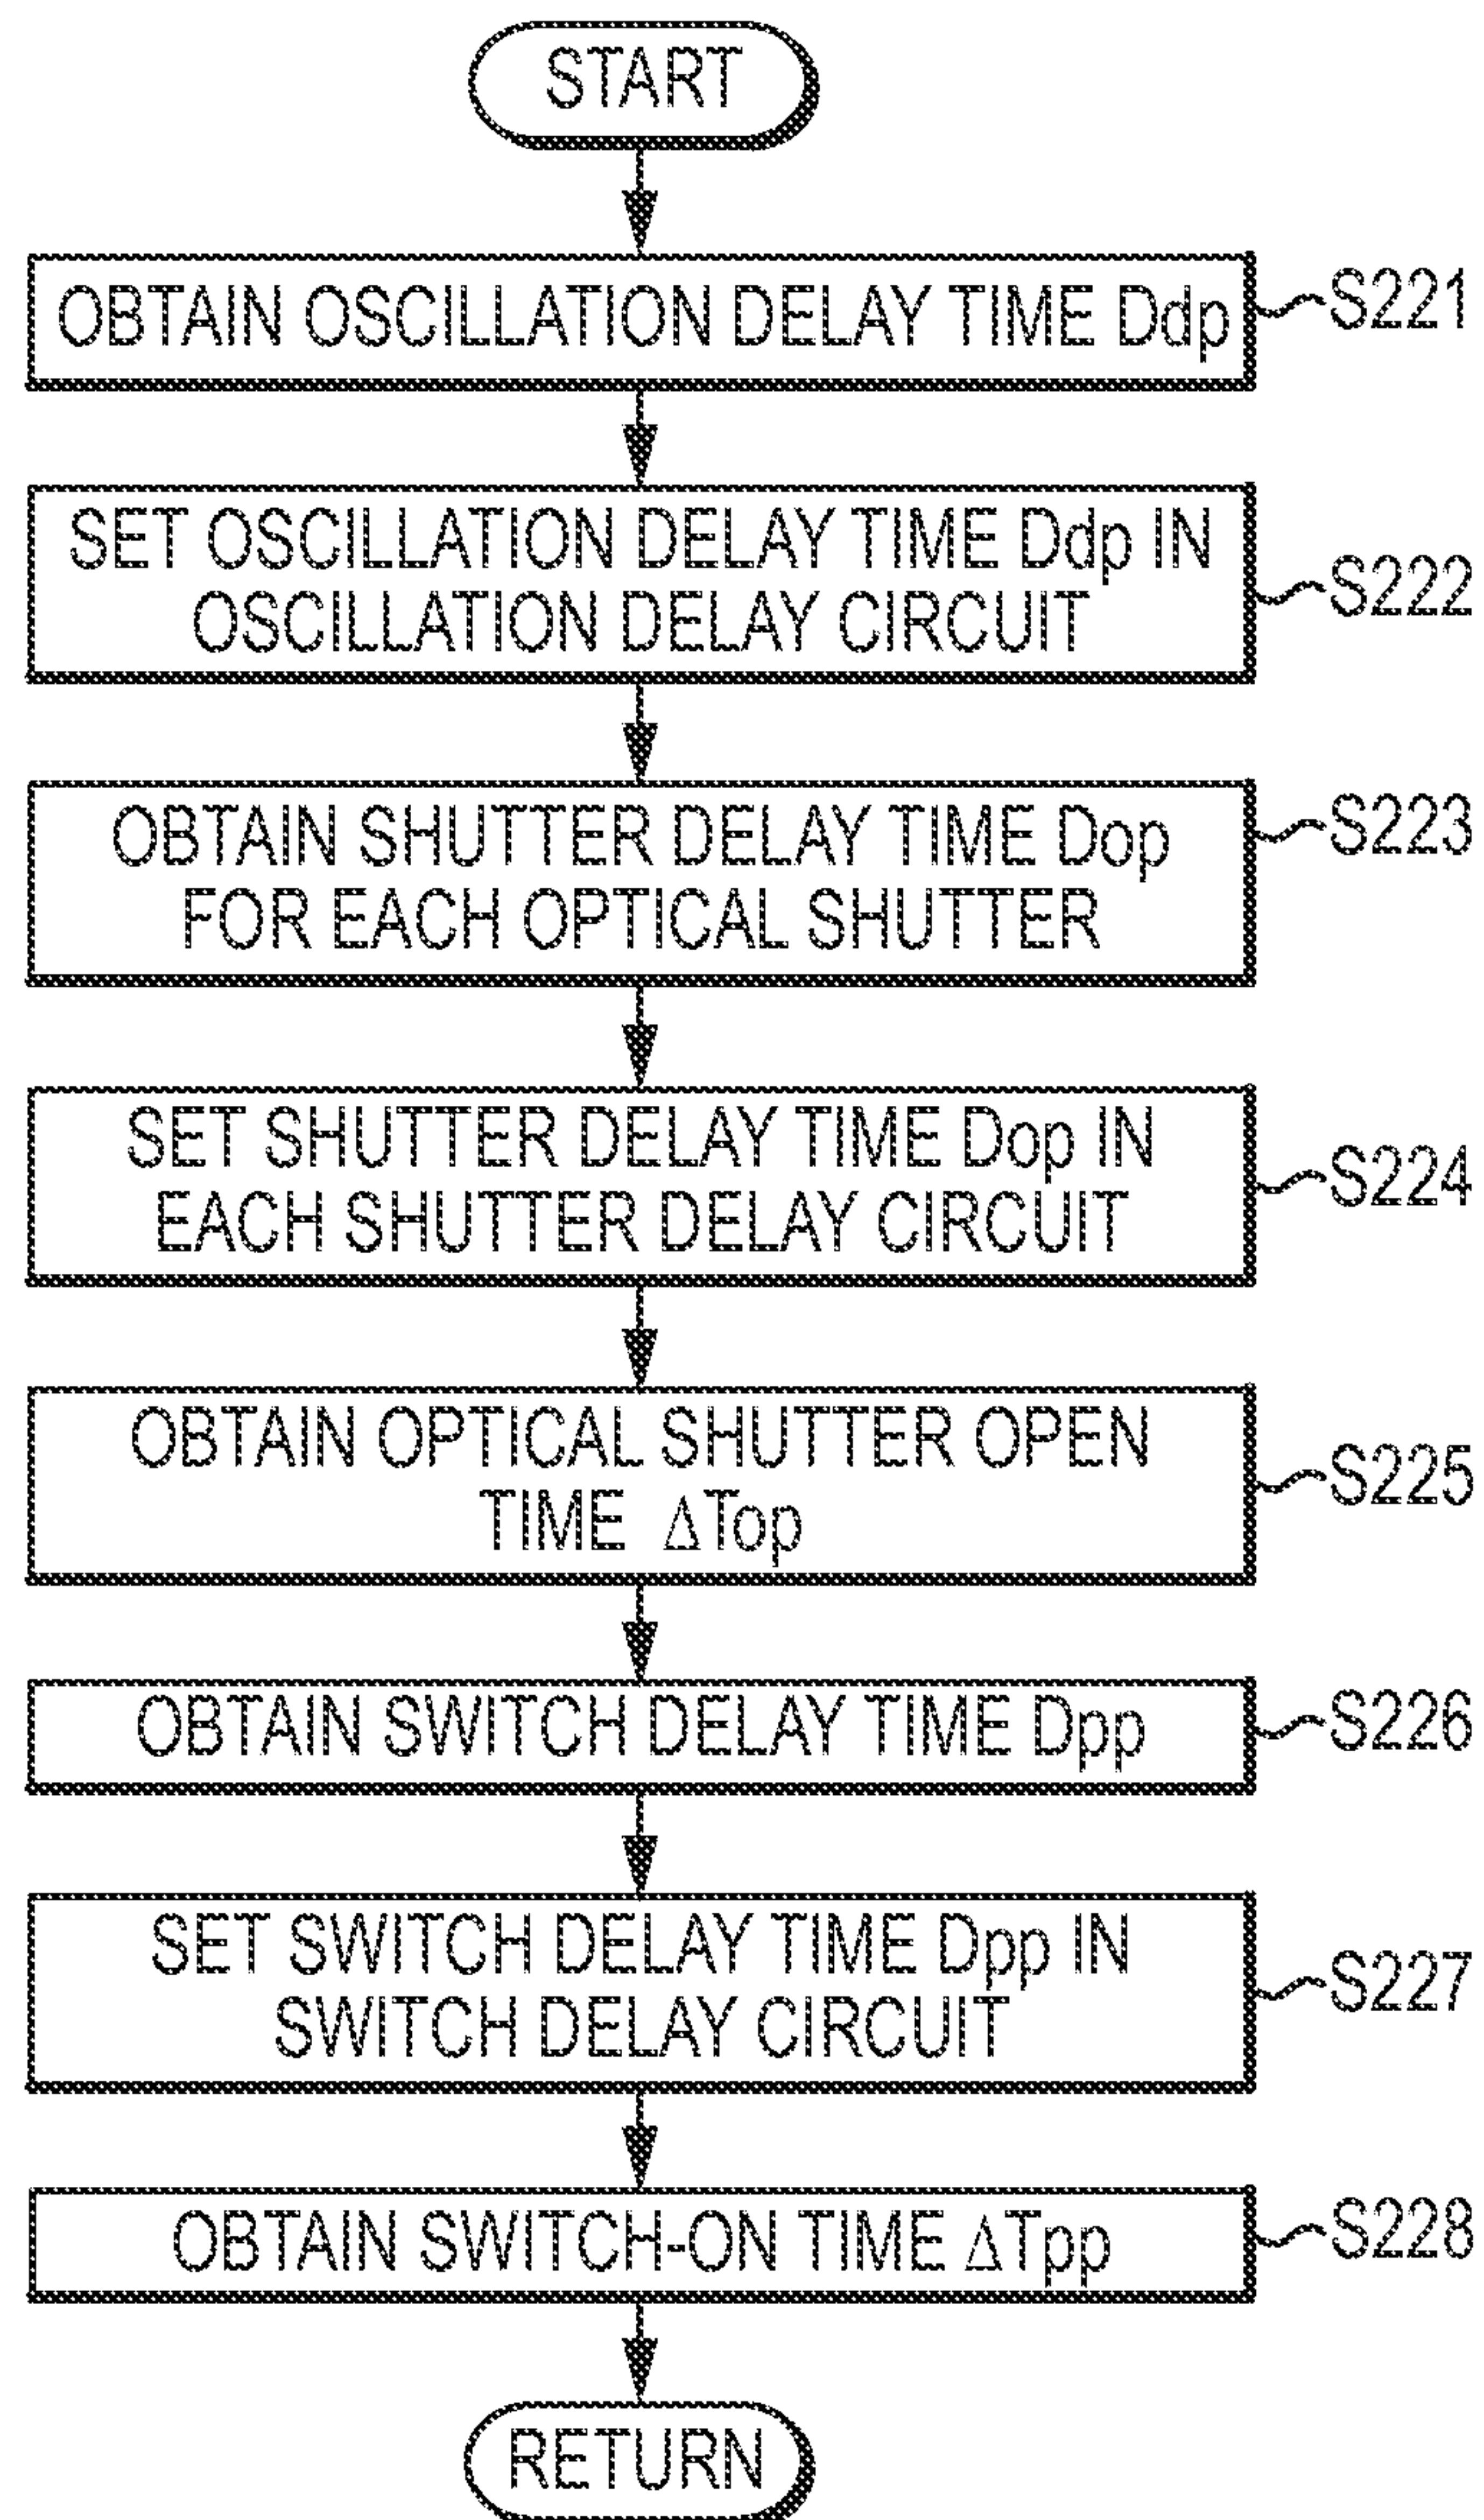 START
OBTAIN OSCILLATION DELAY TIME Ddp
S221
SET OSCILLATION DELAY TIME Ddp IN
OSCILLATION DELAY CIRCUIT
S222
OBTAIN SHUTTER DELAY TIME Dop
FOR EACH OPTICAL SHUTTER
S223
SET SHUTTER DELAY TIME Dop IN
EACH SHUTTER DELAY CIRCUIT
S224
OBTAIN OPTICAL SHUTTER OPEN
TIME ΔTop
S225
OBTAIN SWITCH DELAY TIME Dpp
S226
SET SWITCH DELAY TIME Dpp IN
SWITCH DELAY CIRCUIT
S227
OBTAIN SWITCH-ON TIME ΔTpp
S228
RETURN